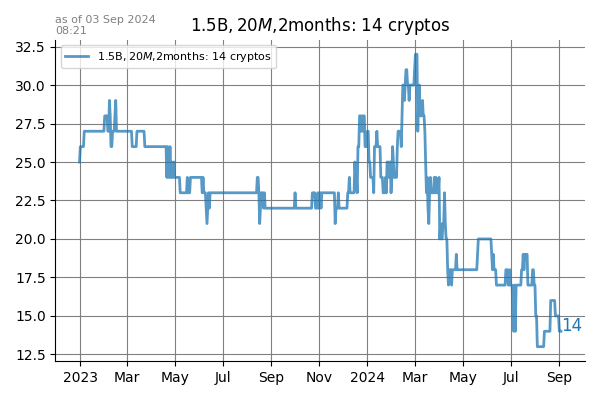 as of 03 Sep 2024
08:21
1.5B, 20M,2months: 14 cryptos
1.5B, 20M,2months: 14 cryptos
32.5
30.0
27.5
25.0
22.5
20.0
17.5
15.0
12.5
14
2023 Mar May Jul Sep Nov 2024 Mar May Jul Sep